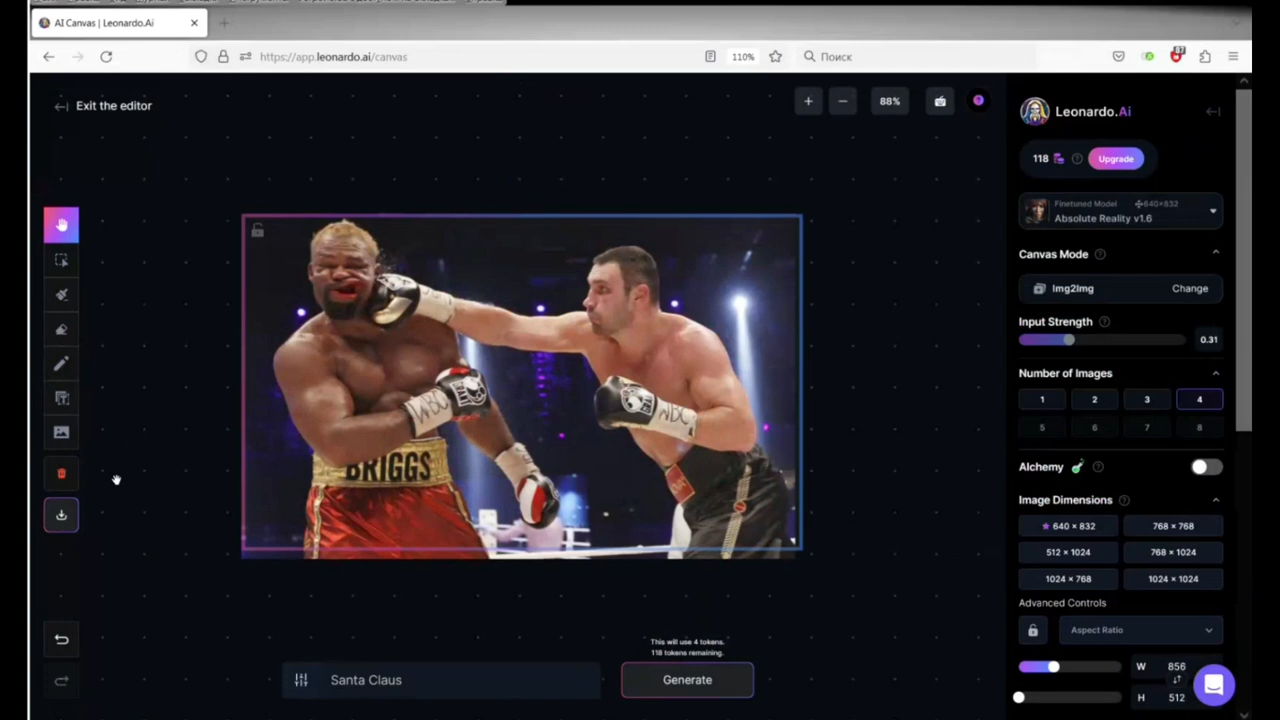 AI Canvas | Leonardo.Ai
https://app.leonardo.ai/canvas
110%
Поиск
87
Exit the editor
88%
Leonardo.Ai
118
Upgrade
Finetuned Model
640×832
Absolute Reality v1.6
Canvas Mode
Img2Img
Change
Input Strength
0.31
Number of Images
1 2 3 4
5 6 7 8
Alchemy
Image Dimensions
640 × 832 768 × 768
512 × 1024 768 × 1024
1024 × 768 1024 × 1024
Advanced Controls
Aspect Ratio
W 856
H 512
WBC
WBC
BRIGGS
This will use 4 tokens.
118 tokens remaining.
Santa Claus
Generate